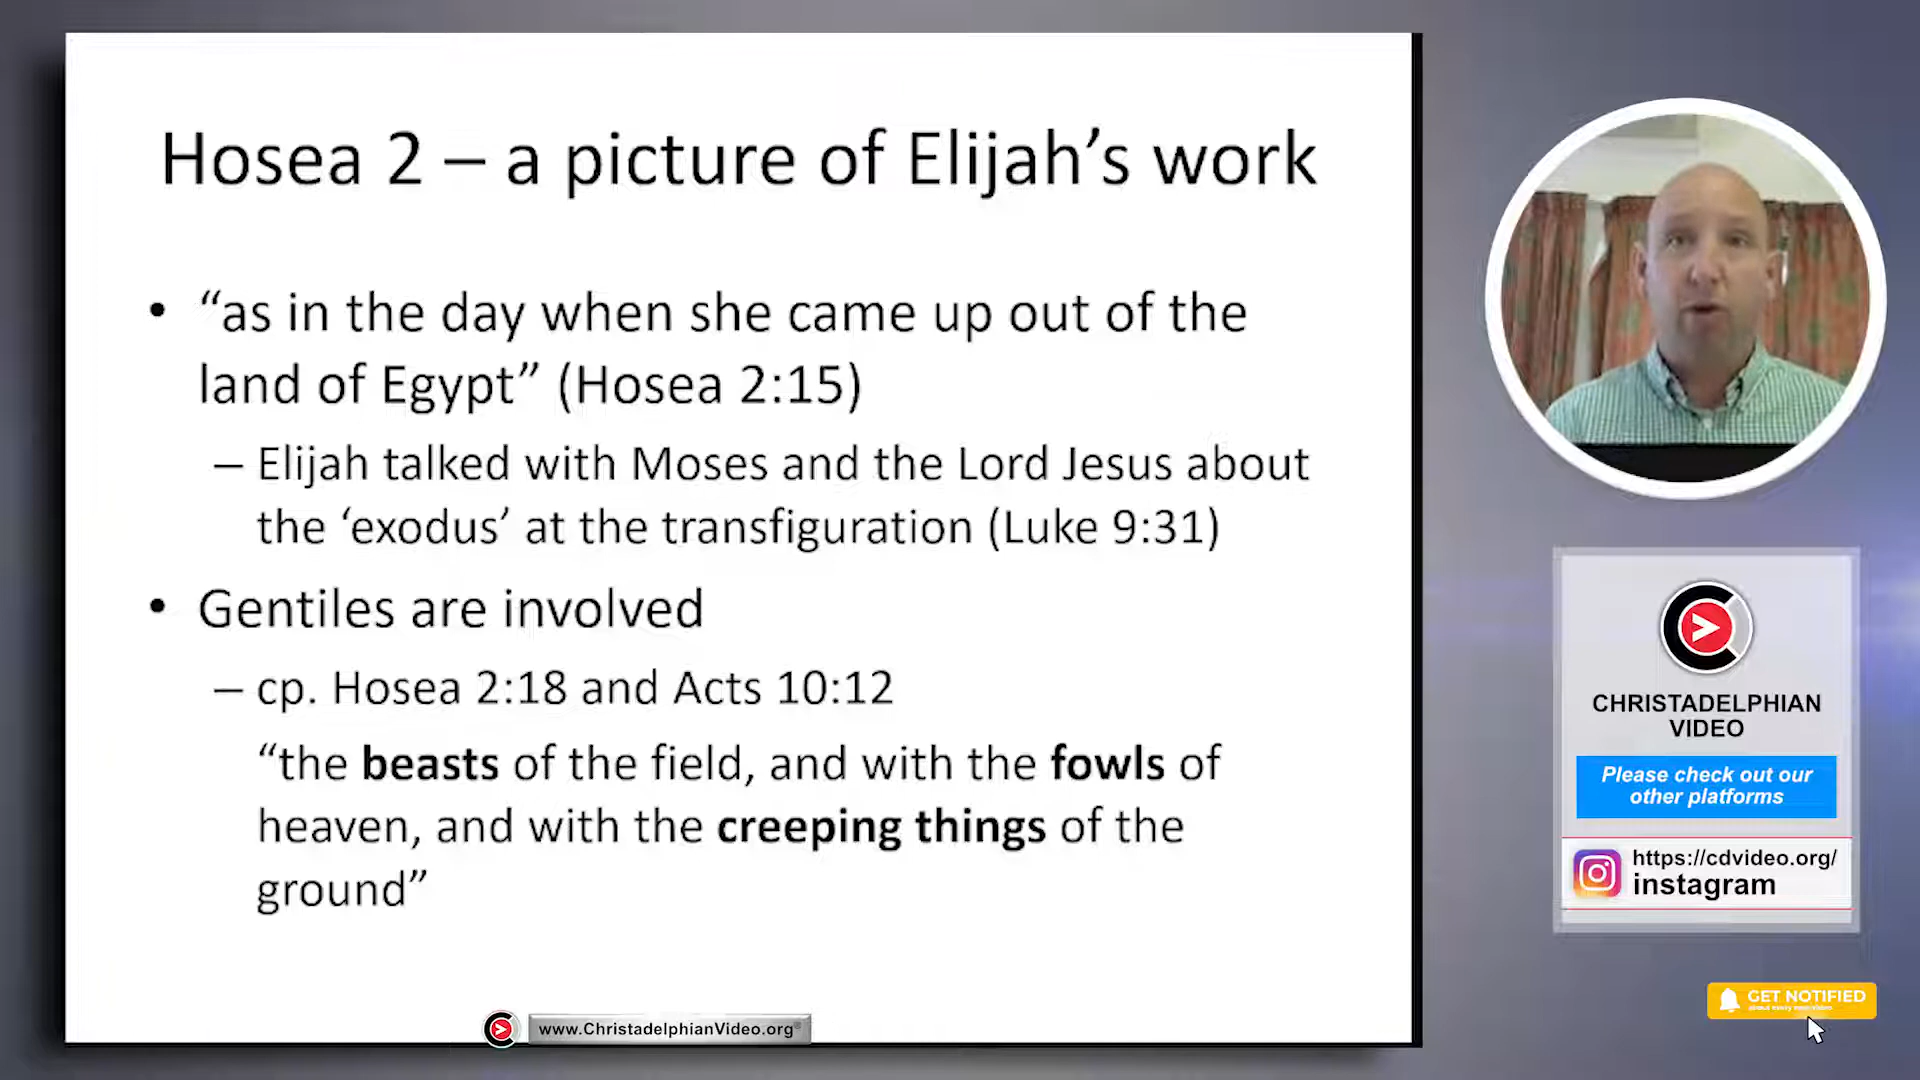 Hosea 2 – a picture of Elijah’s work
• “as in the day when she came up out of the
land of Egypt” (Hosea 2:15)
– Elijah talked with Moses and the Lord Jesus about
the ‘exodus’ at the transfiguration (Luke 9:31)
• Gentiles are involved
– cp. Hosea 2:18 and Acts 10:12
“the beasts of the field, and with the fowls of
heaven, and with the creeping things of the
ground”
www.ChristadelphianVideo.org®
CHRISTADELPHIAN
VIDEO
Please check out our
other platforms
https://cdvideo.org/
instagram
GET NOTIFIED
about every new video